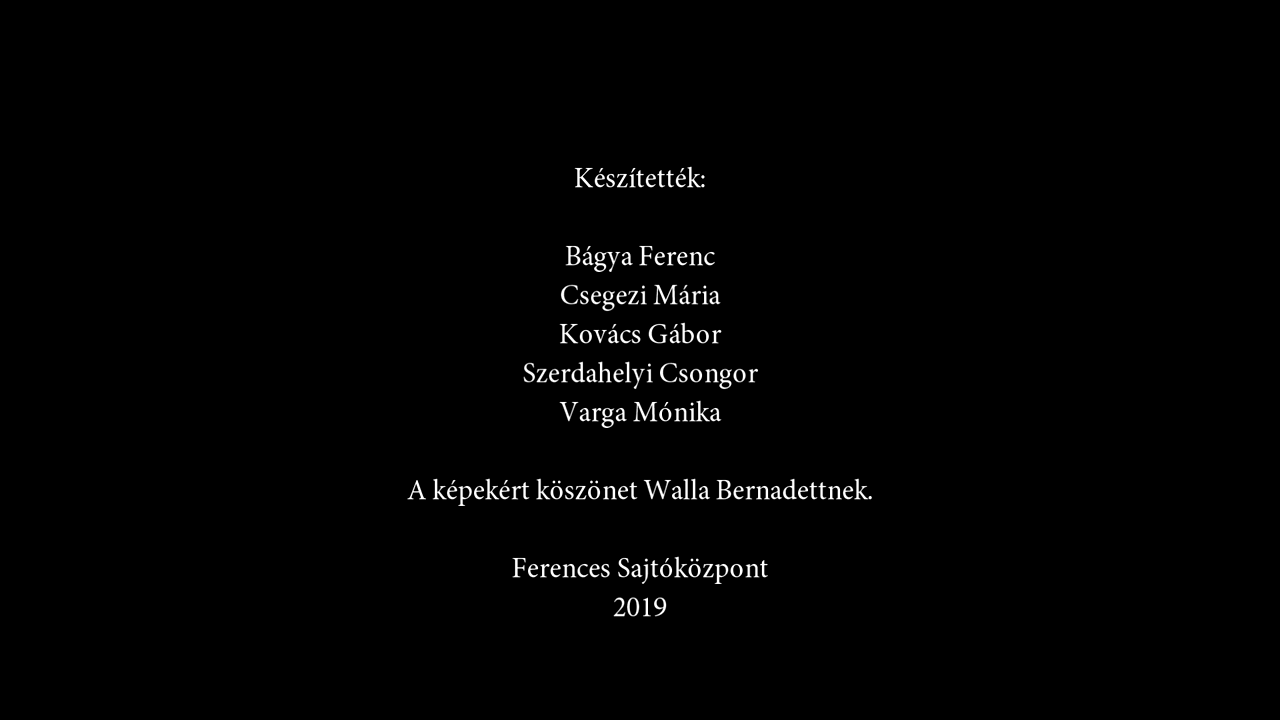 Készítették:
Bágya Ferenc
Csegezi Mária
Kovács Gábor
Szerdahelyi Csongor
Varga Mónika
A képekért köszönet Walla Bernadettnek.
Ferences Sajtóközpont
2019